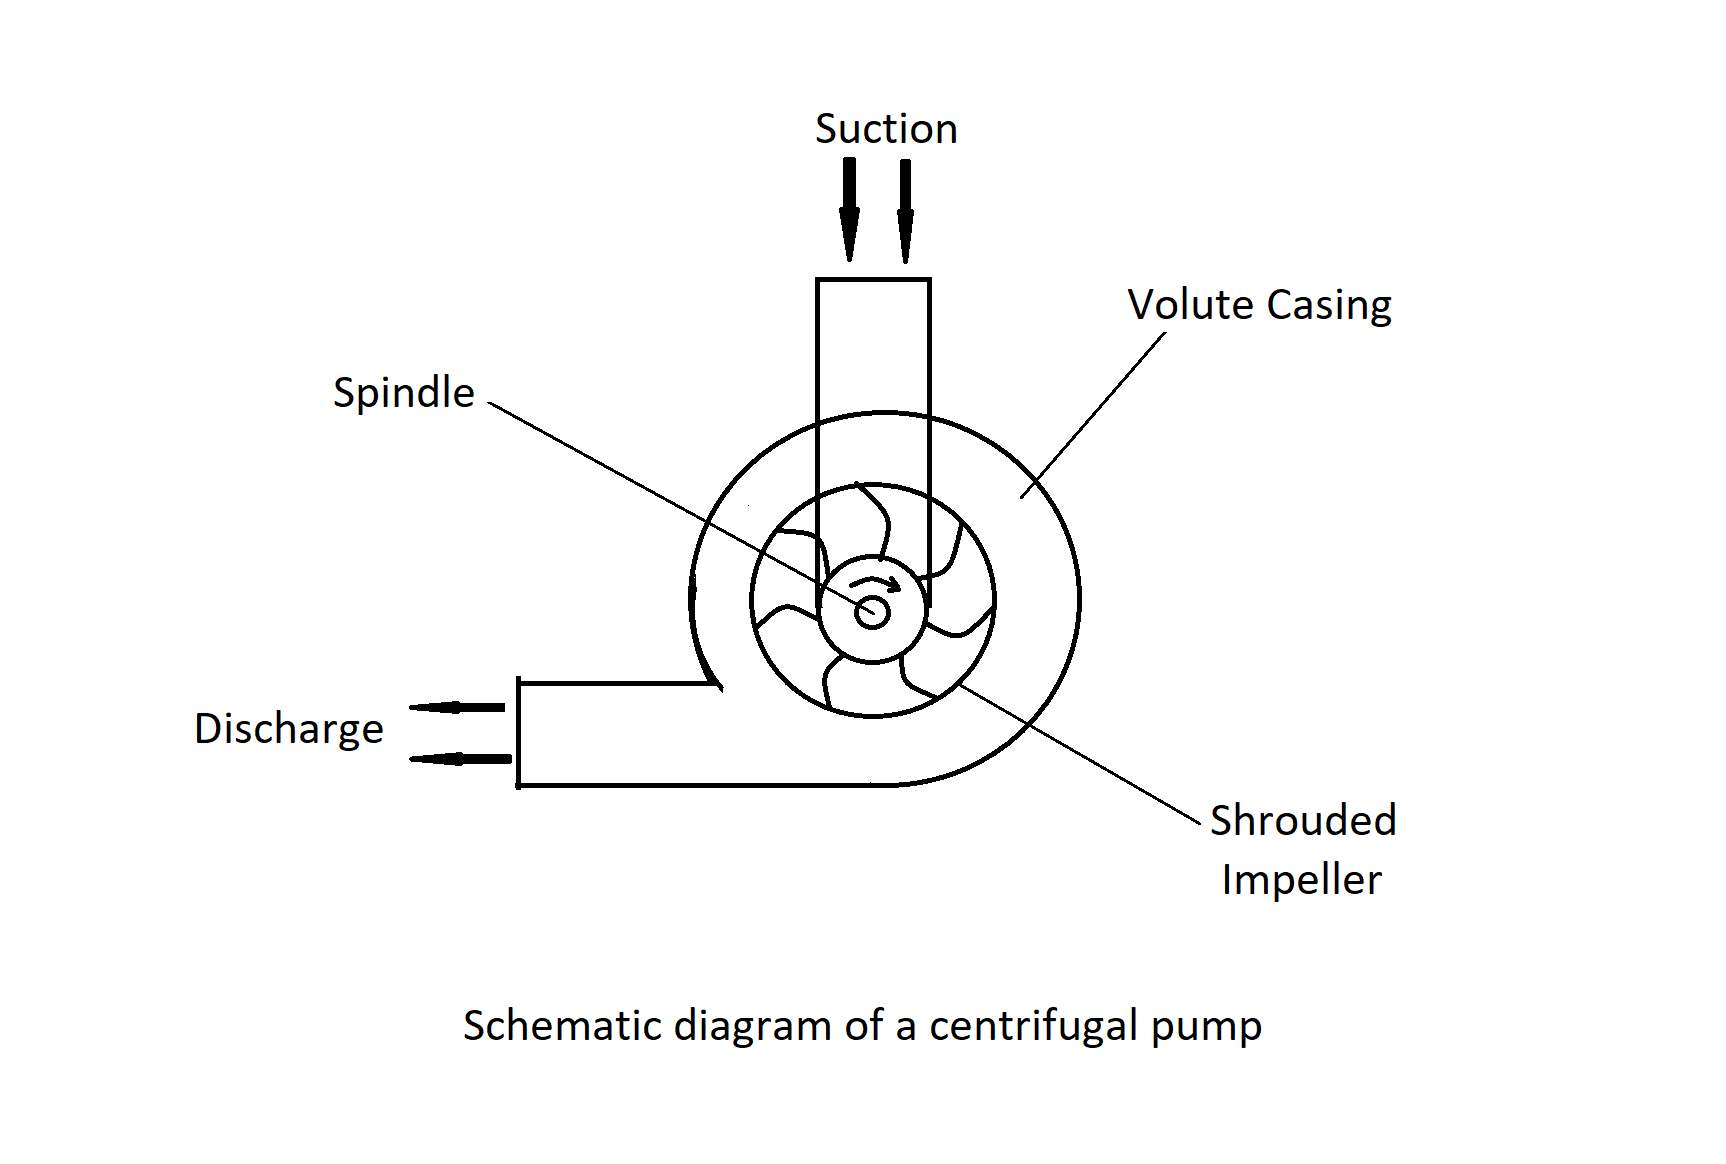 Suction
Volute Casing
Spindle
Discharge
Shrouded
Impeller
Schematic diagram of a centrifugal pump